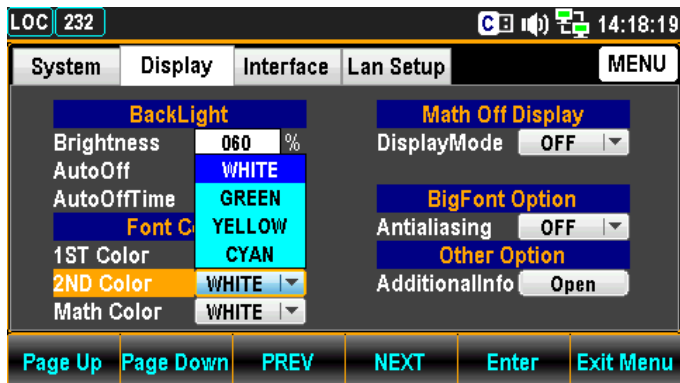 LOC 232 C 14:18:19
System Display Interface Lan Setup MENU
BackLight
Brightness 060 %
AutoOff
AutoOffTime
Font C
1ST Color
2ND Color WHITE
Math Color WHITE
WHITE
GREEN
YELLOW
CYAN
Math Off Display
DisplayMode OFF
BigFont Option
Antialiasing OFF
Other Option
AdditionalInfo Open
Page Up Page Down PREV NEXT Enter Exit Menu